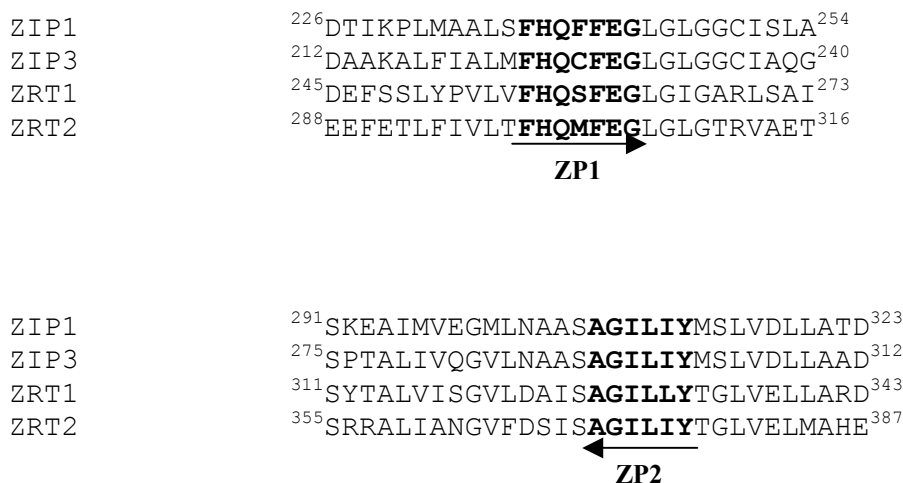 ZIP1 226DTIKPLMAALSFHQFFEGLGLGGCISLA254
ZIP3 212DAAKALFIALMFHQCFEGLGLGGCIAQG240
ZRT1 245DEFSSLYPVLVFHQSFEGLGIGARLSAI273
ZRT2 288EEFETLFIVLTFHQMFEGLGLGTRVAET316
ZP1
ZIP1 291SKEAIMVEGMLNAASAGILIYMSLVDLLATD323
ZIP3 275SPTALIVQGVLNAASAGILIYMSLVDLLAAD312
ZRT1 311SYTALVISGVLDAISAGILLYTGLVELLARD343
ZRT2 355SRRALIANGVFDSISAGILIYTGLVELMAHE387
ZP2